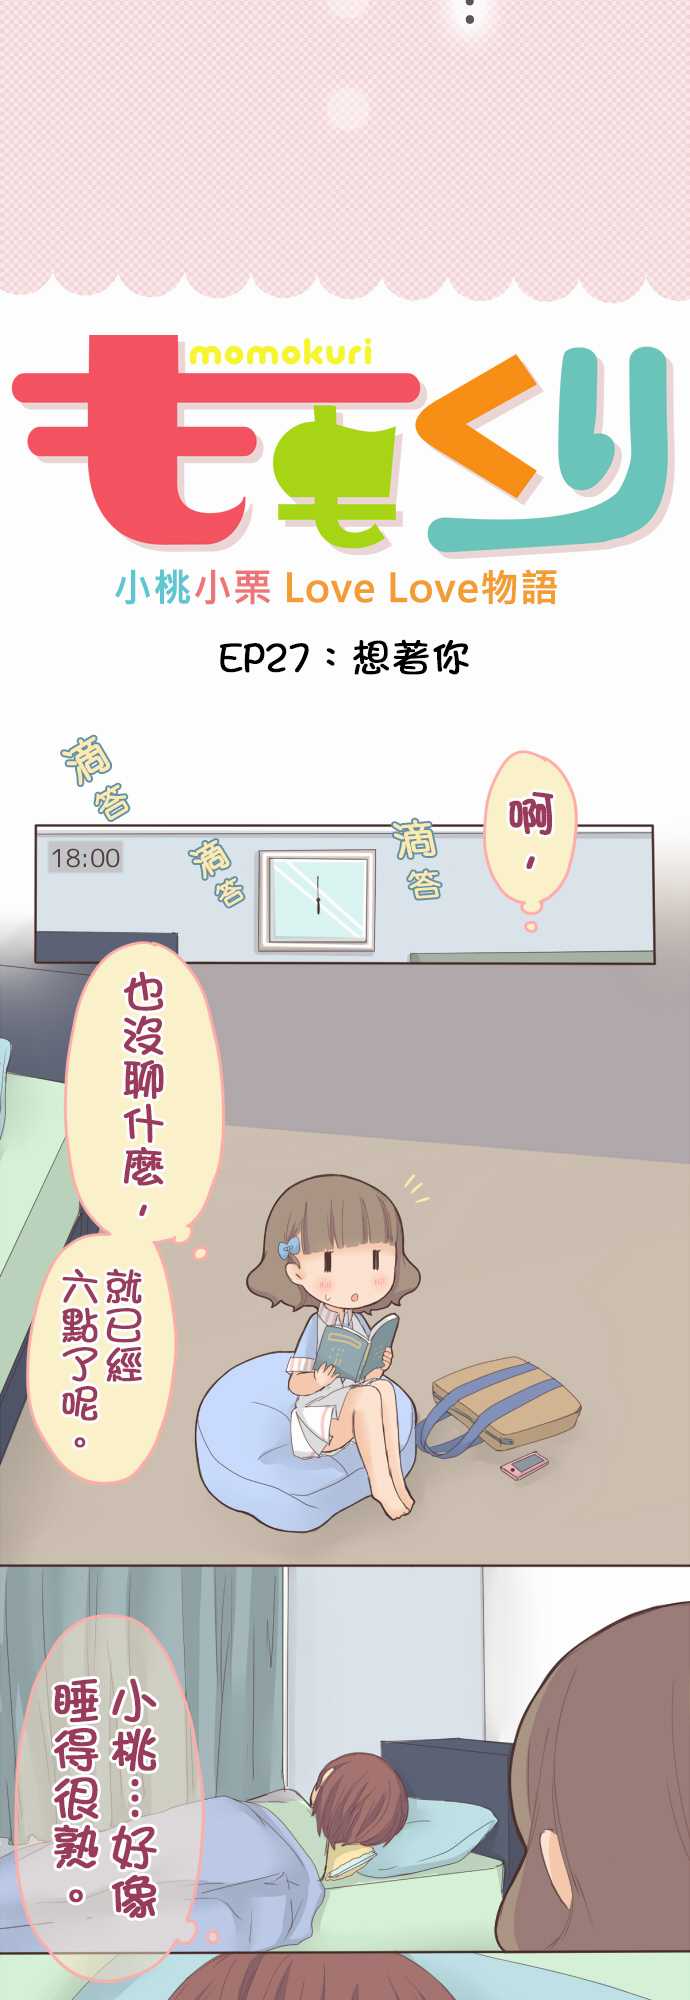 momokuri
ももくり
小桃小栗 Love Love物語
EP27：想著你
滴答
滴答
滴答
啊，
18:00
也沒聊什麼，
就已經
六點了呢。
小桃…好像
睡得很熟。